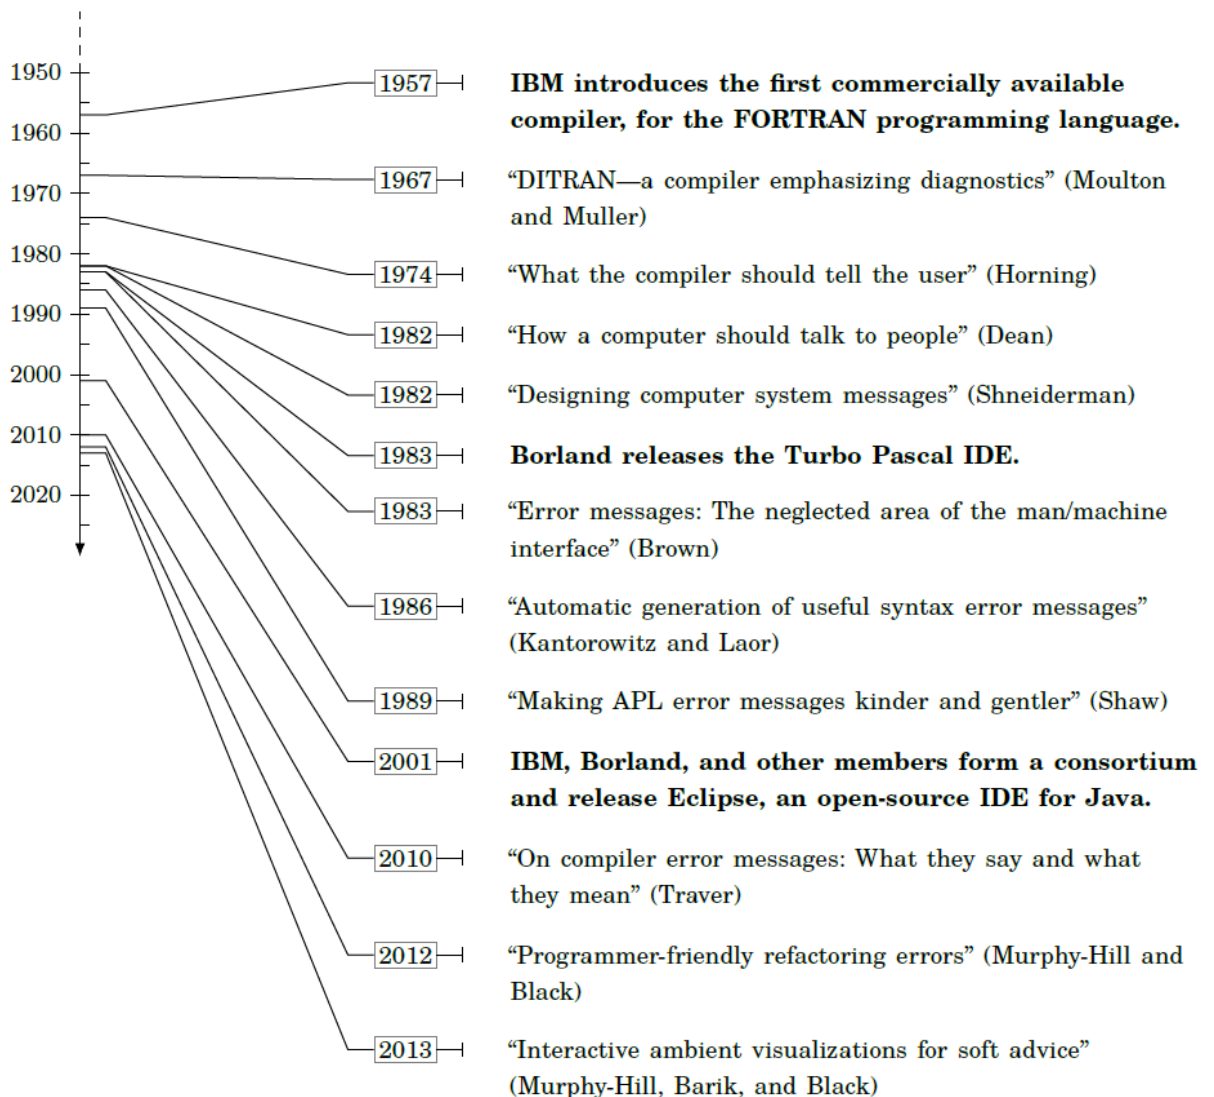 1950
1960
1970
1980
1990
2000
2010
2020
1957
IBM introduces the first commercially available
compiler, for the FORTRAN programming language.
1967
“DITRAN—a compiler emphasizing diagnostics” (Moulton
and Muller)
1974
“What the compiler should tell the user” (Horning)
1982
“How a computer should talk to people” (Dean)
1982
“Designing computer system messages” (Shneiderman)
1983
Borland releases the Turbo Pascal IDE.
1983
“Error messages: The neglected area of the man/machine
interface” (Brown)
1986
“Automatic generation of useful syntax error messages”
(Kantorowitz and Laor)
1989
“Making APL error messages kinder and gentler” (Shaw)
2001
IBM, Borland, and other members form a consortium
and release Eclipse, an open-source IDE for Java.
2010
“On compiler error messages: What they say and what
they mean” (Traver)
2012
“Programmer-friendly refactoring errors” (Murphy-Hill and
Black)
2013
“Interactive ambient visualizations for soft advice”
(Murphy-Hill, Barik, and Black)